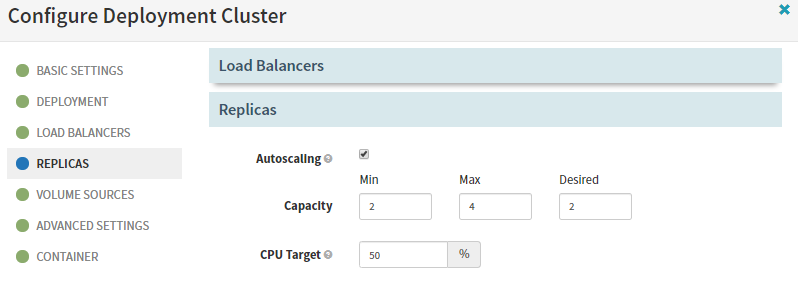 Configure Deployment Cluster
BASIC SETTINGS
DEPLOYMENT
LOAD BALANCERS
REPLICAS
VOLUME SOURCES
ADVANCED SETTINGS
CONTAINER
Load Balancers
Replicas
Autoscaling
Min Max Desired
Capacity 2 4 2
CPU Target 50 %